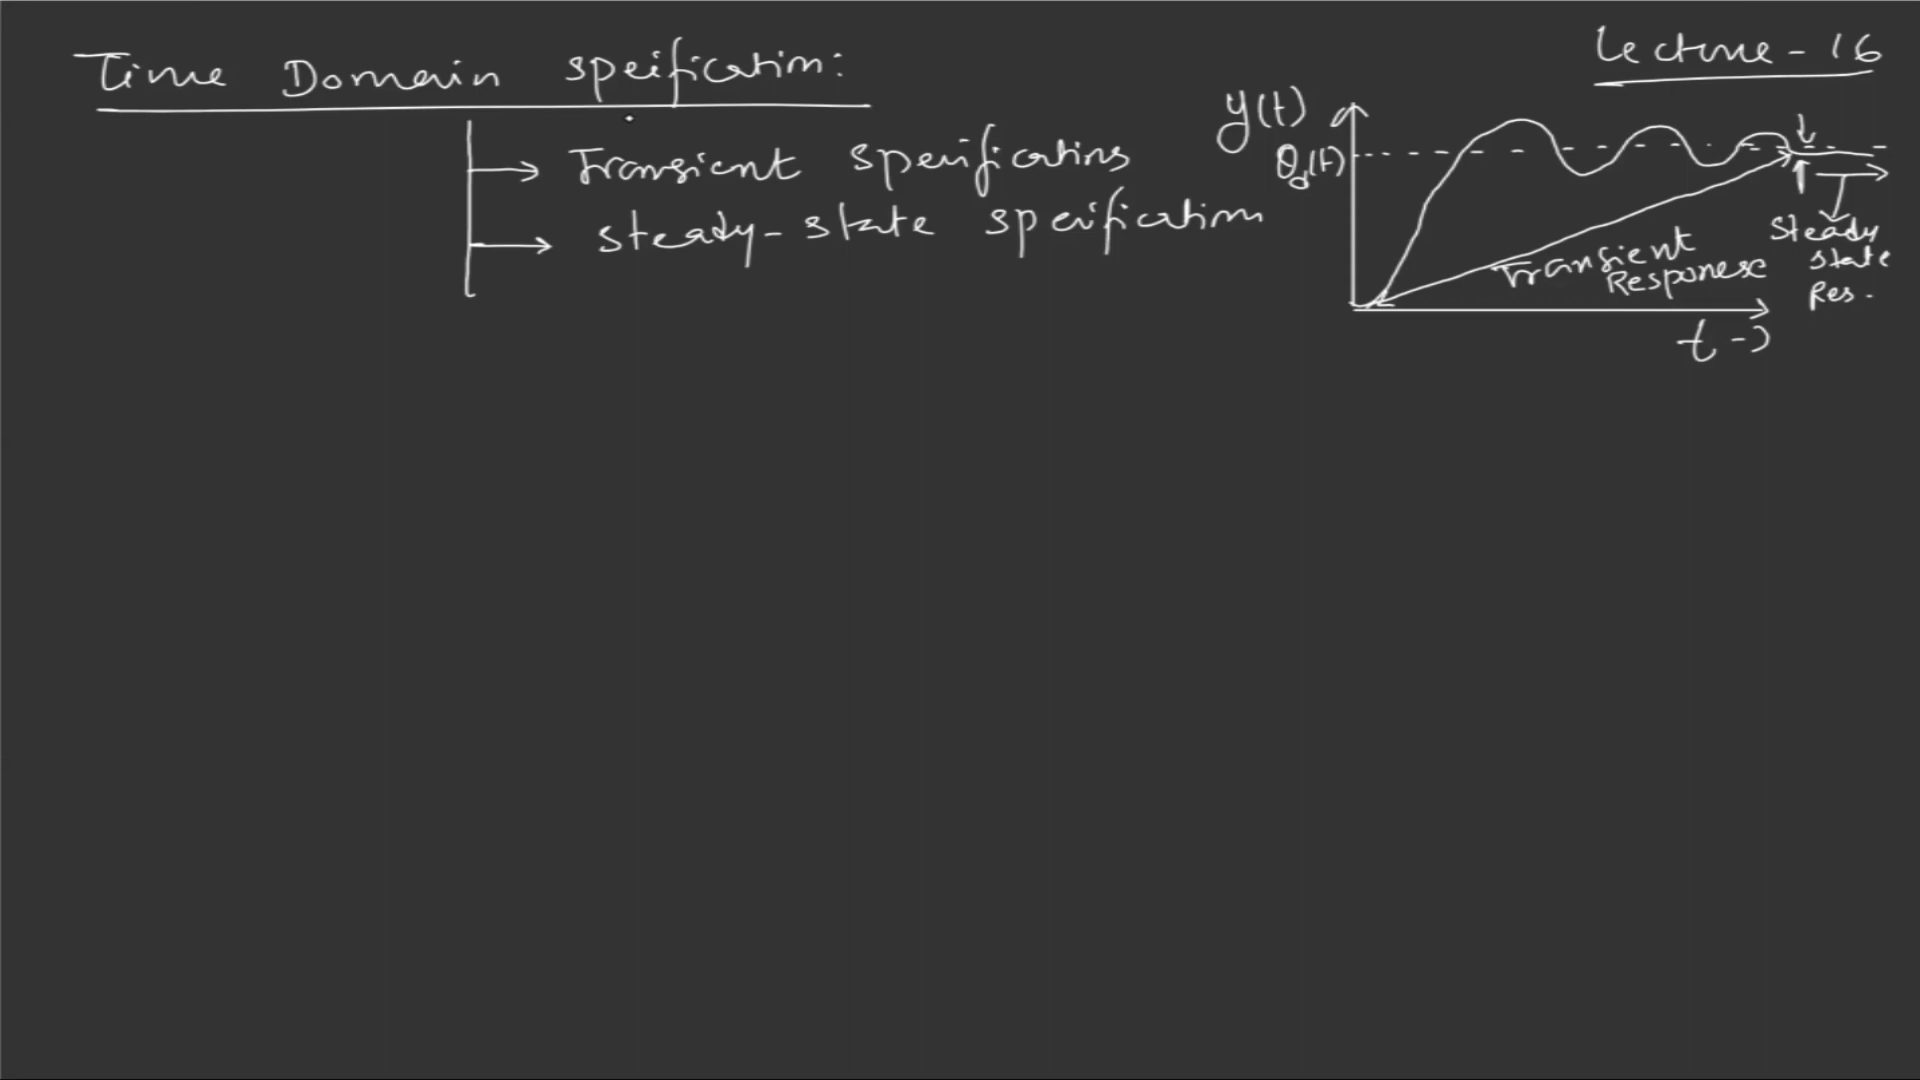 Lecture - 16
Time Domain speification:
Transient specifications
steady-state specification
y(t)
θd(t)
Transient
Response
Steady
state
Res.
t →